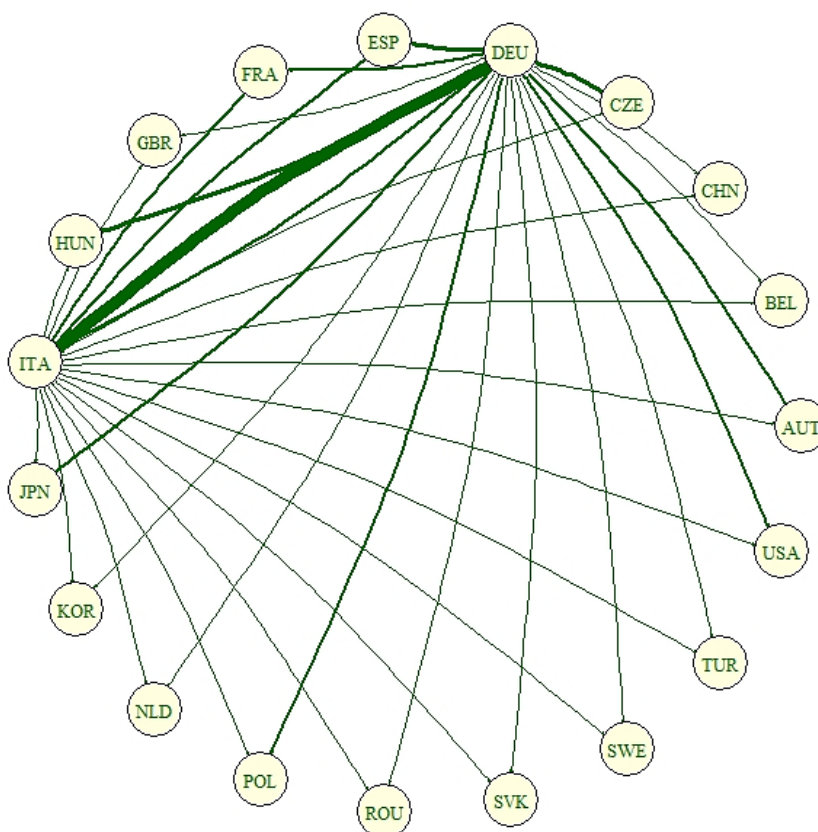 ESP
DEU
FRA
CZE
GBR
CHN
HUN
BEL
ITA
AUT
JPN
USA
KOR
TUR
NLD
SWE
POL
SVK
ROU